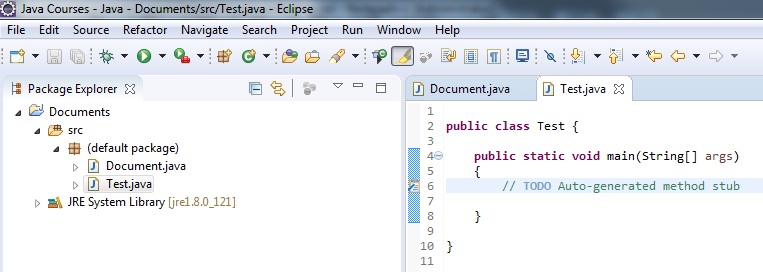 Java Courses - Java - Documents/src/Test.java - Eclipse
File Edit Source Refactor Navigate Search Project Run Window Help
Package Explorer
Documents
src
(default package)
Document.java
Test.java
JRE System Library [jre1.8.0_121]
Document.java Test.java
1
2 public class Test {
3
4 public static void main(String[] args)
5 {
6 // TODO Auto-generated method stub
7
8 }
9
10 }
11